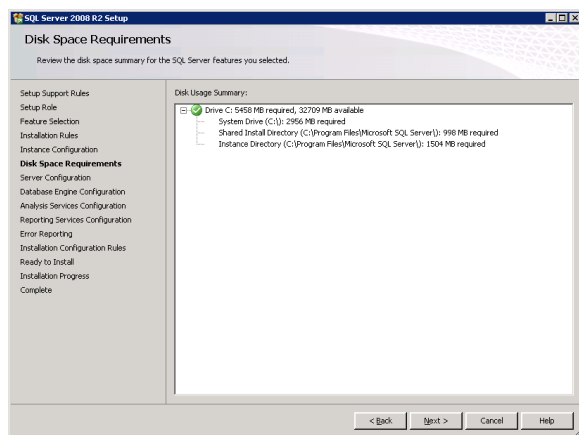 SQL Server 2008 R2 Setup
Disk Space Requirements
Review the disk space summary for the SQL Server features you selected.
Setup Support Rules
Setup Role
Feature Selection
Installation Rules
Instance Configuration
Disk Space Requirements
Server Configuration
Database Engine Configuration
Analysis Services Configuration
Reporting Services Configuration
Error Reporting
Installation Configuration Rules
Ready to Install
Installation Progress
Complete
Disk Usage Summary:
Drive C: 5458 MB required, 32709 MB available
System Drive (C:\): 2956 MB required
Shared Install Directory (C:\Program Files\Microsoft SQL Server\): 998 MB required
Instance Directory (C:\Program Files\Microsoft SQL Server\): 1504 MB required
< Back
Next >
Cancel
Help